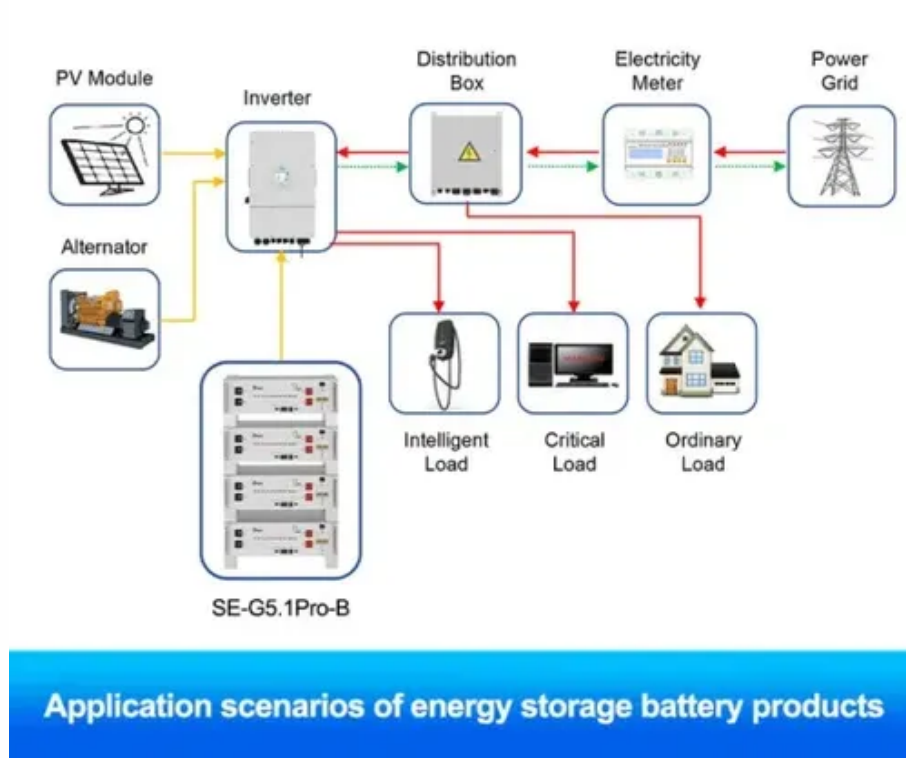 PV Module
Inverter
Distribution
Box
Electricity
Meter
Power
Grid
Alternator
Intelligent
Load
Critical
Load
Ordinary
Load
SE-G5.1Pro-B
Application scenarios of energy storage battery products